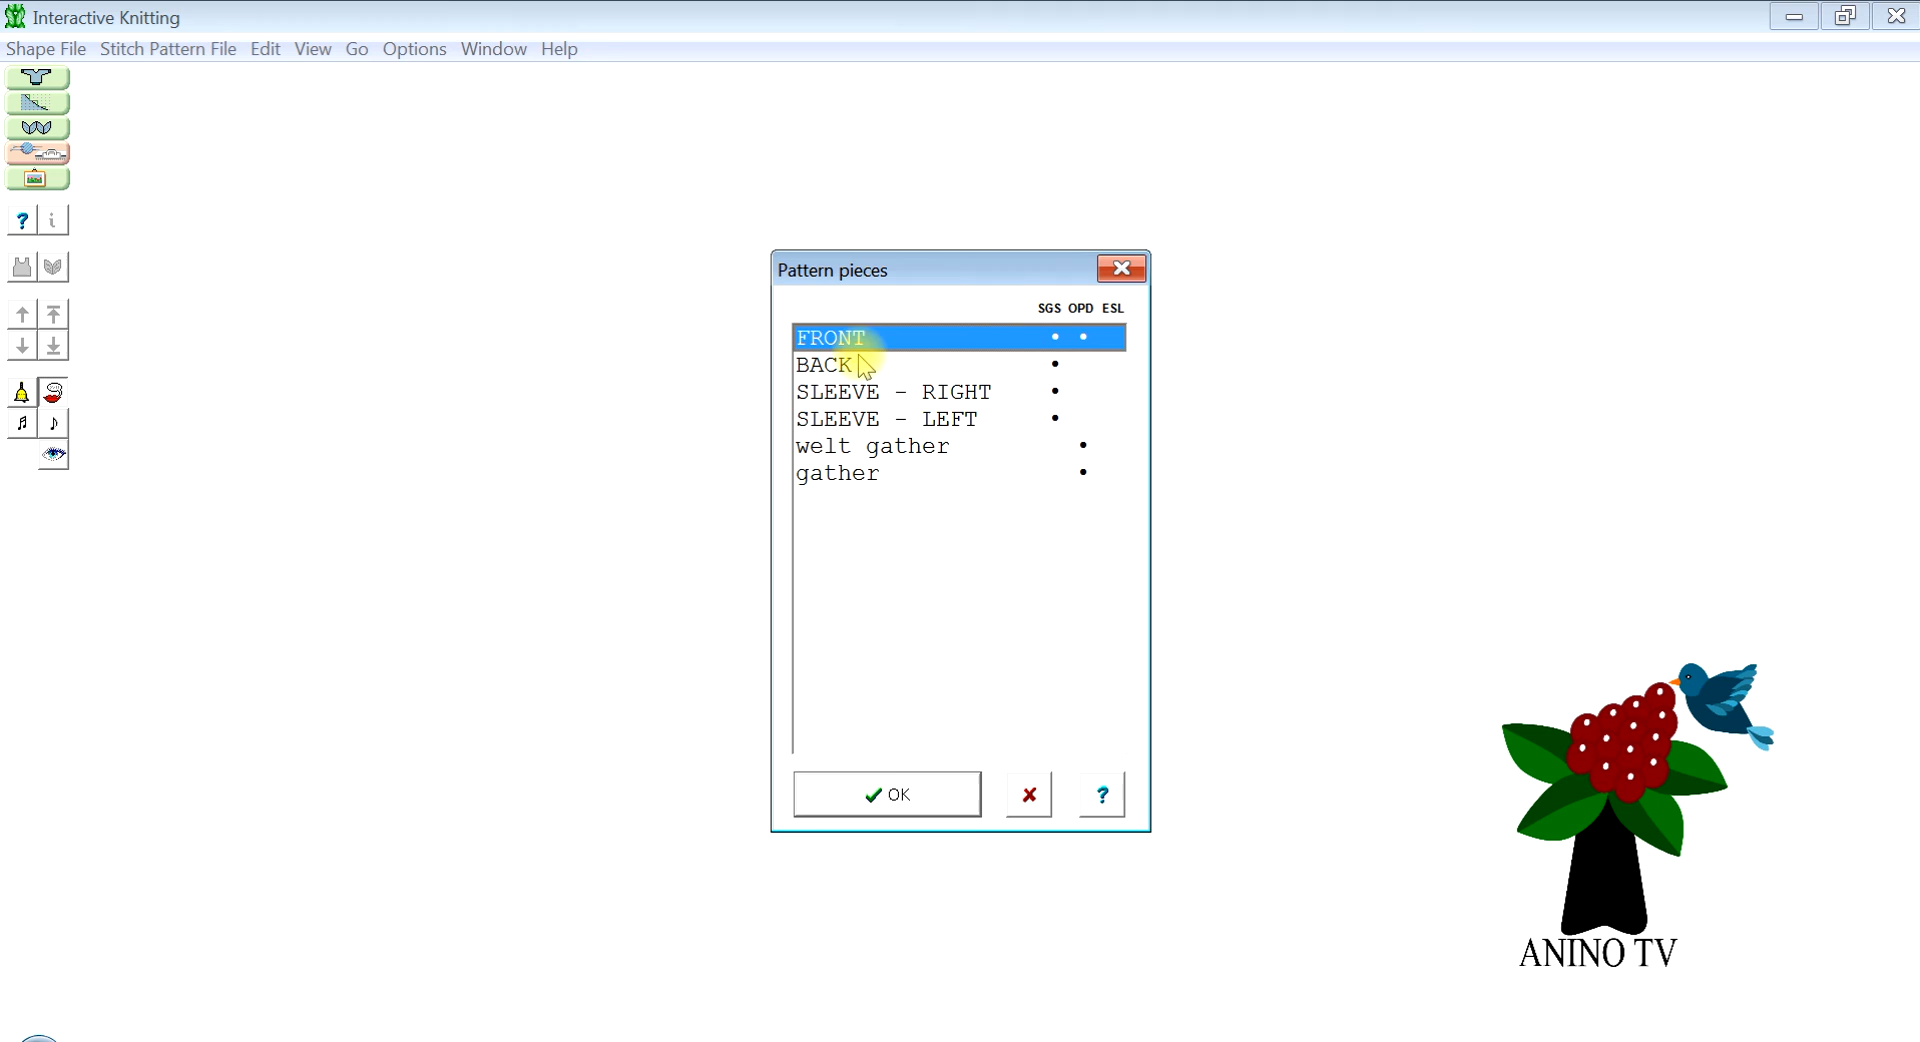 Interactive Knitting
Shape File Stitch Pattern File Edit View Go Options Window Help
Pattern pieces
SGS OPD ESL
FRONT
BACK
SLEEVE - RIGHT
SLEEVE - LEFT
welt gather
gather
OK
?
?
i
ANINO TV